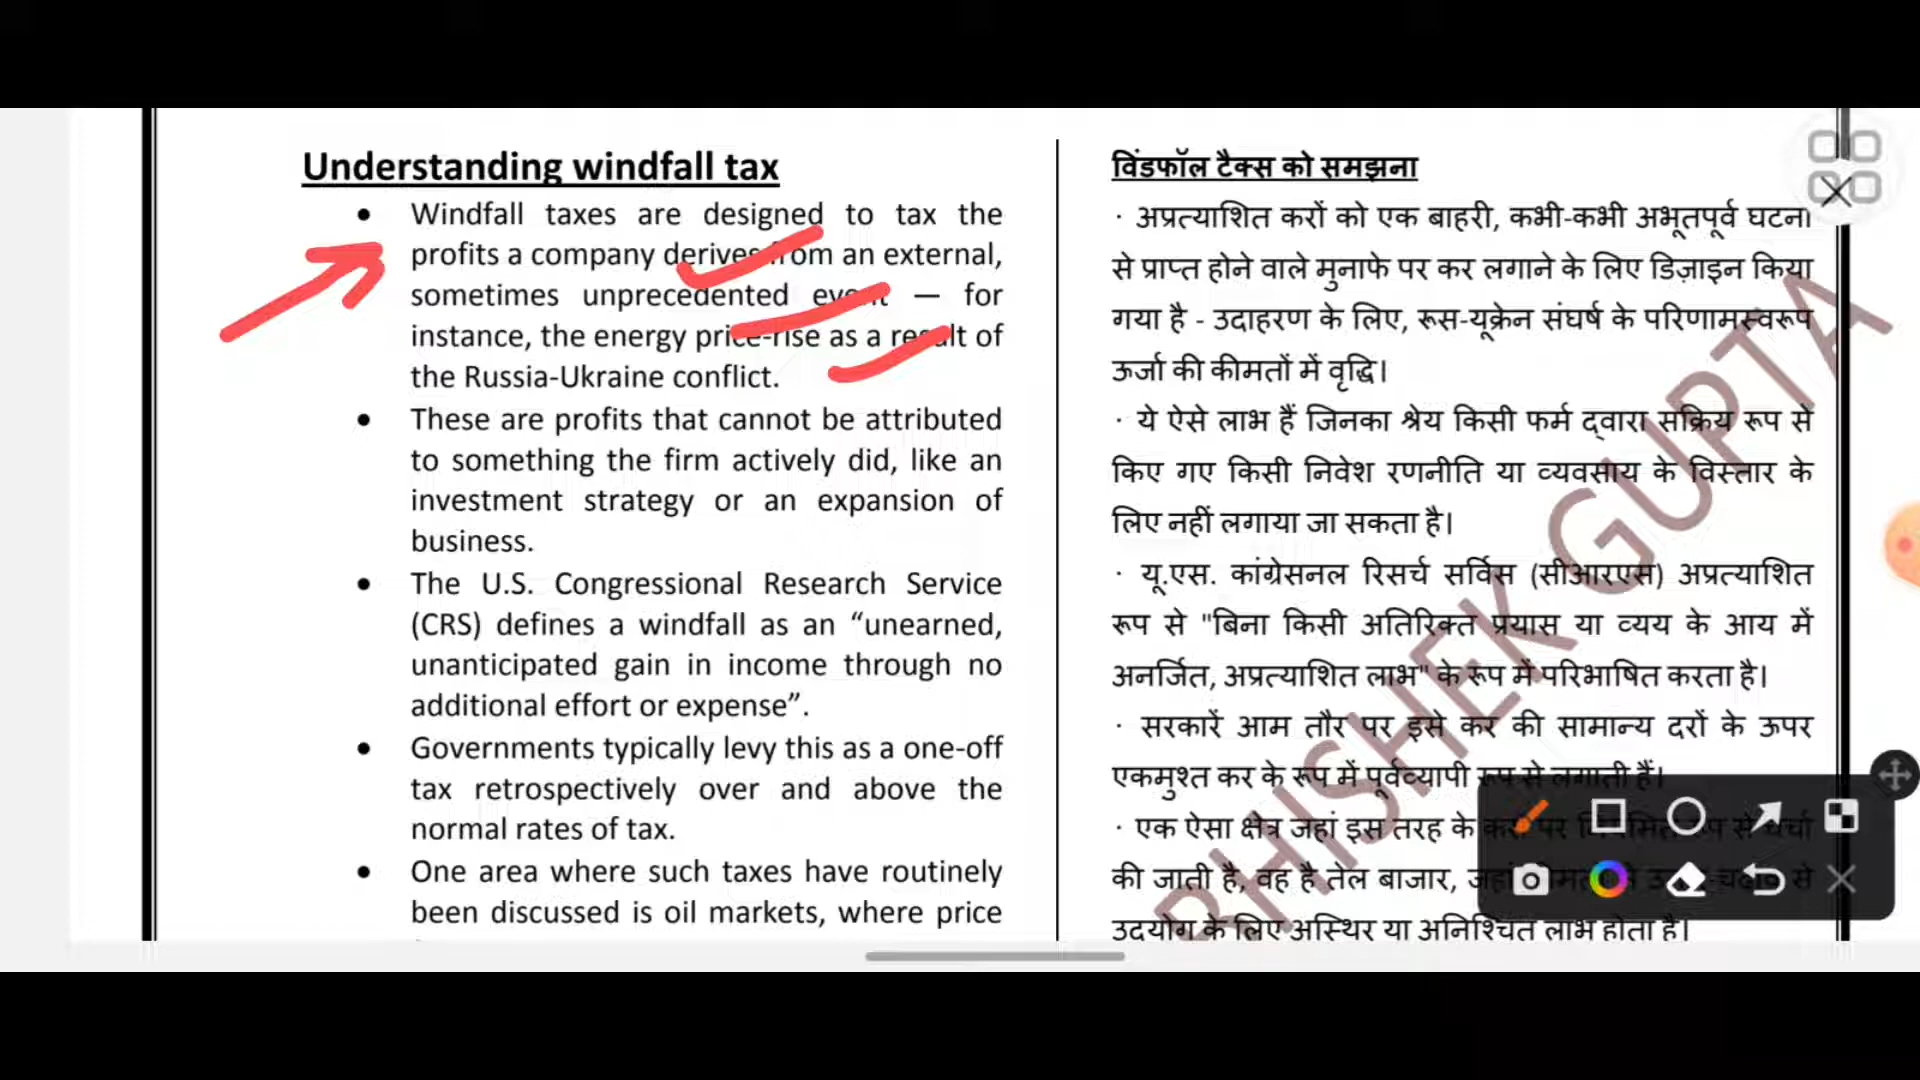 Understanding windfall tax
• Windfall taxes are designed to tax the
profits a company derives from an external,
sometimes unprecedented event — for
instance, the energy price-rise as a result of
the Russia-Ukraine conflict.
• These are profits that cannot be attributed
to something the firm actively did, like an
investment strategy or an expansion of
business.
• The U.S. Congressional Research Service
(CRS) defines a windfall as an “unearned,
unanticipated gain in income through no
additional effort or expense”.
• Governments typically levy this as a one-off
tax retrospectively over and above the
normal rates of tax.
• One area where such taxes have routinely
been discussed is oil markets, where price
विंडफॉल टैक्स को समझना
· अप्रत्याशित करों को एक बाहरी, कभी-कभी अभूतपूर्व घटना
से प्राप्त होने वाले मुनाफे पर कर लगाने के लिए डिज़ाइन किया
गया है - उदाहरण के लिए, रूस-यूक्रेन संघर्ष के परिणामस्वरूप
ऊर्जा की कीमतों में वृद्धि।
· ये ऐसे लाभ हैं जिनका श्रेय किसी फर्म द्वारा सक्रिय रूप से
किए गए किसी निवेश रणनीति या व्यवसाय के विस्तार के
लिए नहीं लगाया जा सकता है।
· यू.एस. कांग्रेसनल रिसर्च सर्विस (सीआरएस) अप्रत्याशित
रूप से "बिना किसी अतिरिक्त प्रयास या व्यय के आय में
अनर्जित, अप्रत्याशित लाभ" के रूप में परिभाषित करता है।
· सरकारें आम तौर पर इसे कर की सामान्य दरों के ऊपर
एकमुश्त कर के रूप में पूर्वव्यापी रूप से लगाती हैं।
· एक ऐसा क्षेत्र जहां इस तरह के करों पर नियमित रूप से चर्चा
की जाती है, वह है तेल बाजार, जहां से
उद्योग के लिए अस्थिर या अनिश्चित लाभ होता है।
BHISHEK GUPTA